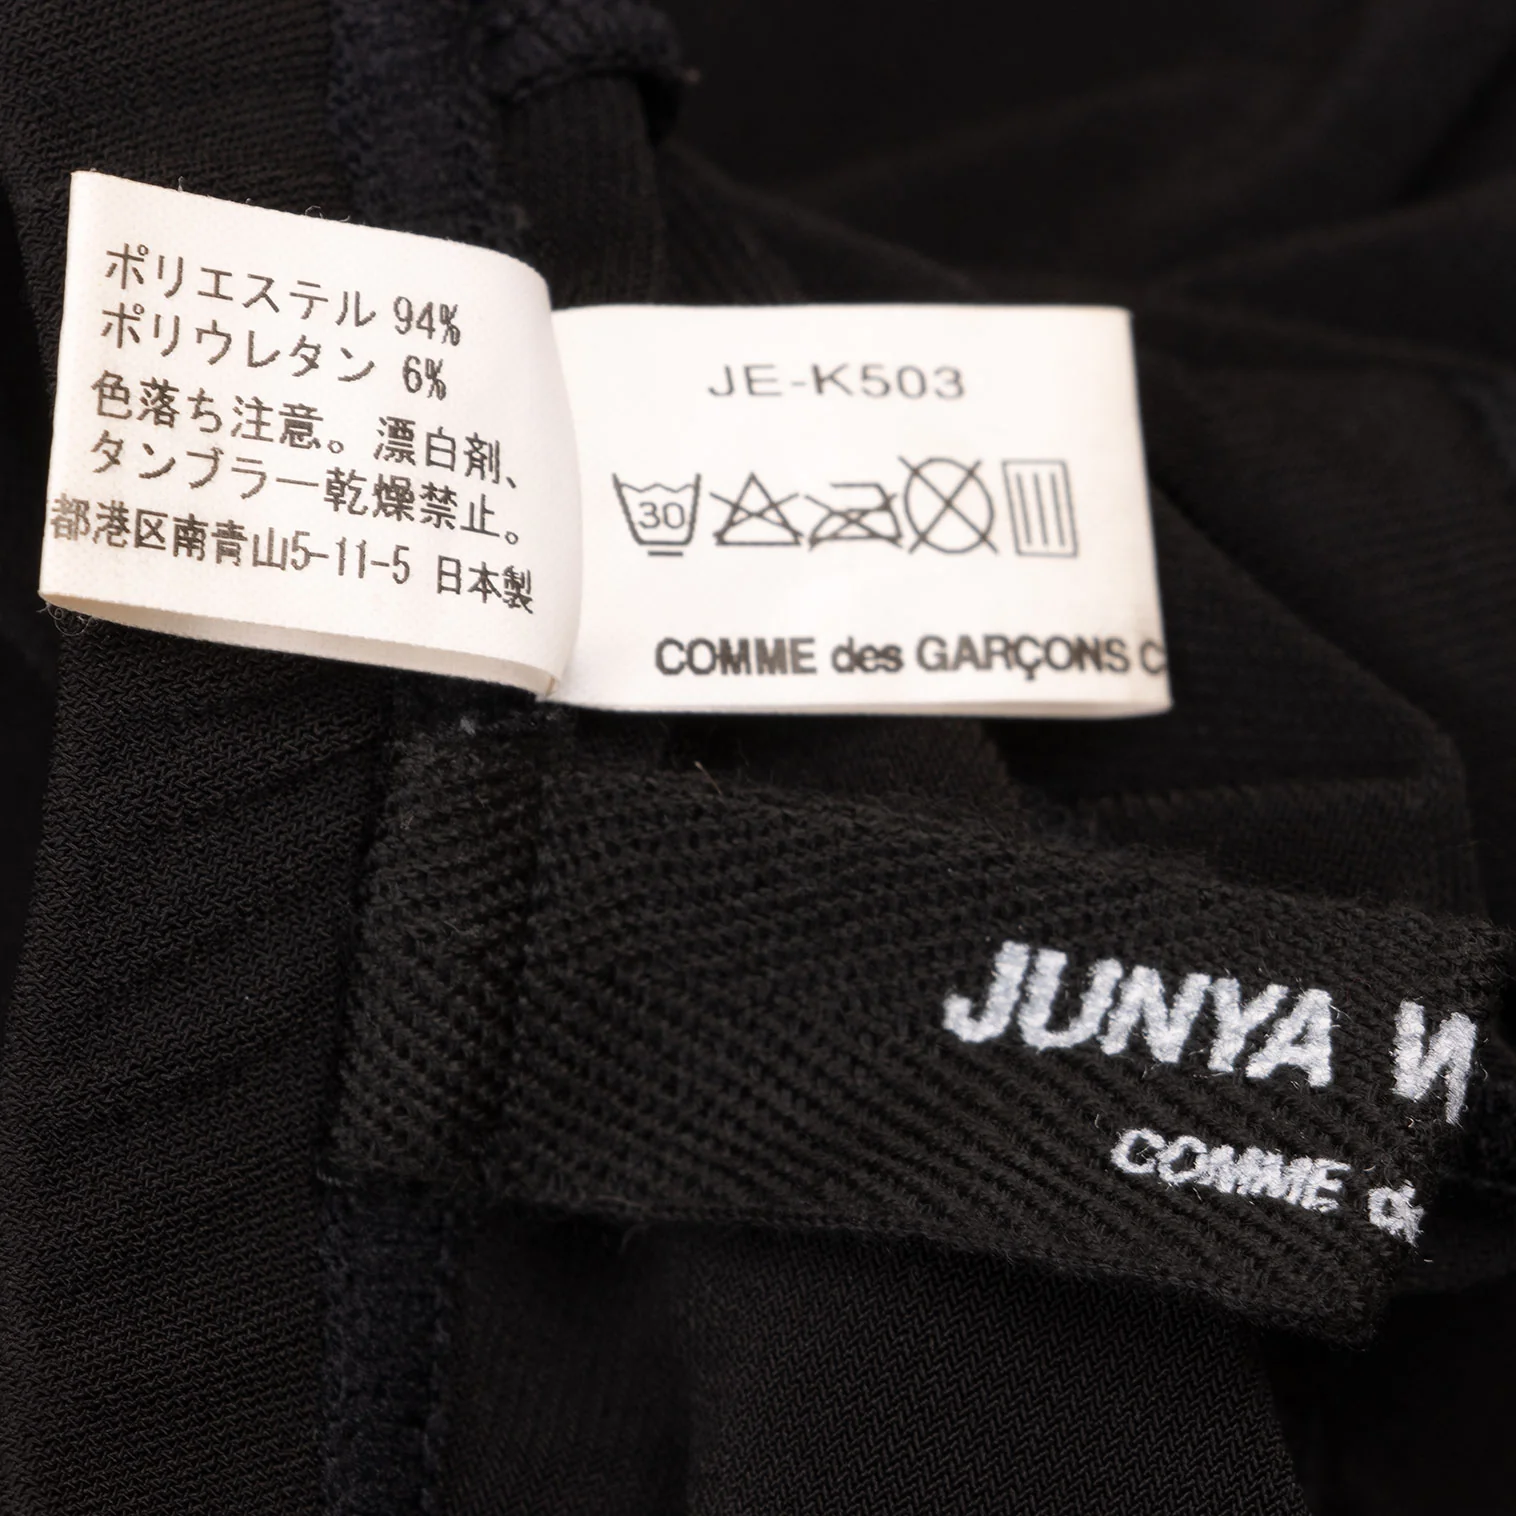 ポリエステル 94%
ポリウレタン 6%
色落ち注意。漂白剤、
タンブラー乾燥禁止。
都港区南青山5-11-5 日本製
JE-K503
30
COMME des GARÇONS C
JUNYA
COMME